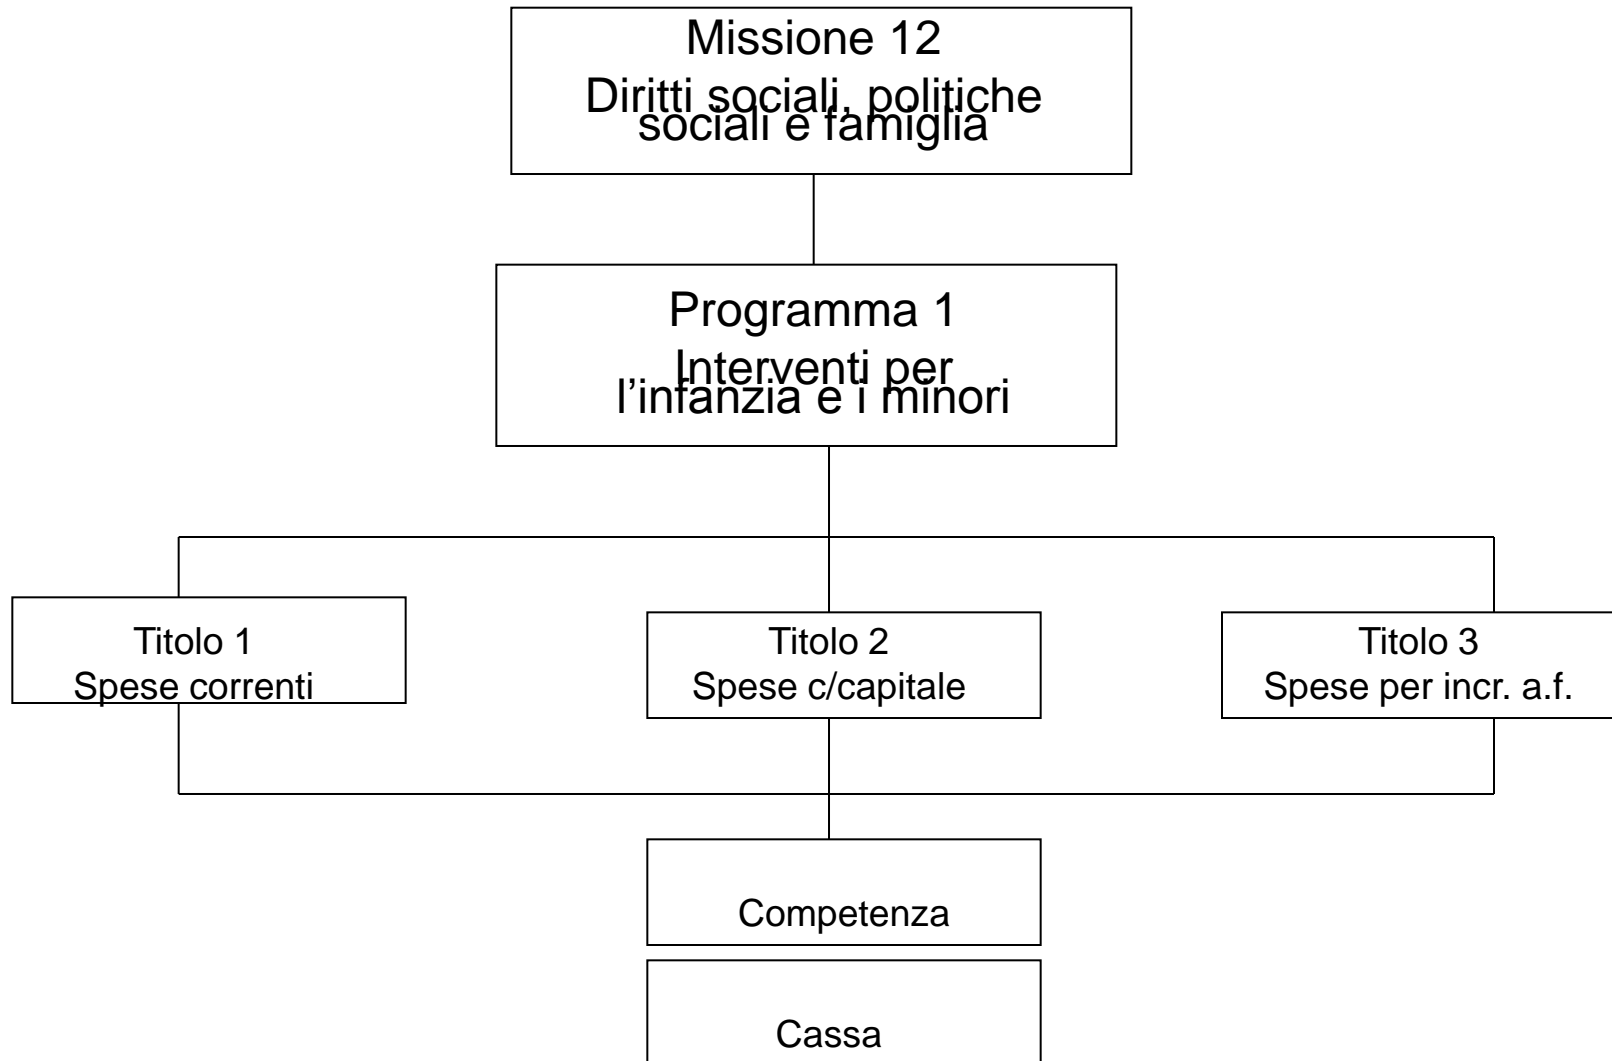 Missione 12
Diritti sociali, politiche
sociali e famiglia
Programma 1
Interventi per
l’infanzia e i minori
Titolo 1
Spese correnti
Titolo 2
Spese c/capitale
Titolo 3
Spese per incr. a.f.
Competenza
Cassa